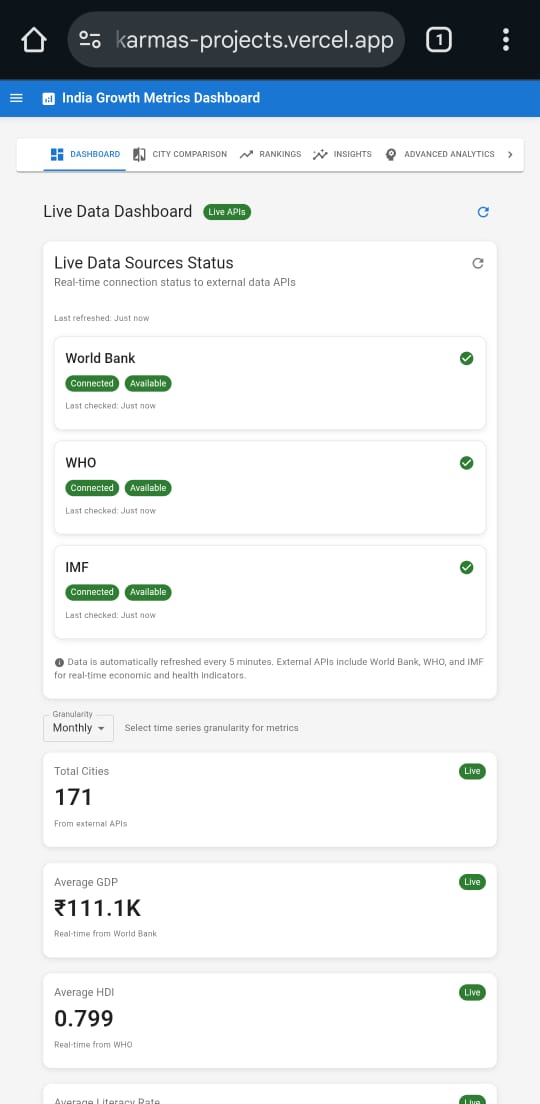 karmas-projects.vercel.app
1
India Growth Metrics Dashboard
DASHBOARD CITY COMPARISON RANKINGS INSIGHTS ADVANCED ANALYTICS
Live Data Dashboard Live APIs
Live Data Sources Status
Real-time connection status to external data APIs
Last refreshed: Just now
World Bank
Connected Available
Last checked: Just now
WHO
Connected Available
Last checked: Just now
IMF
Connected Available
Last checked: Just now
Data is automatically refreshed every 5 minutes. External APIs include World Bank, WHO, and IMF
for real-time economic and health indicators.
Granularity
Monthly Select time series granularity for metrics
Total Cities Live
171
From external APIs
Average GDP Live
₹111.1K
Real-time from World Bank
Average HDI Live
0.799
Real-time from WHO
Average Literacy Rate Live